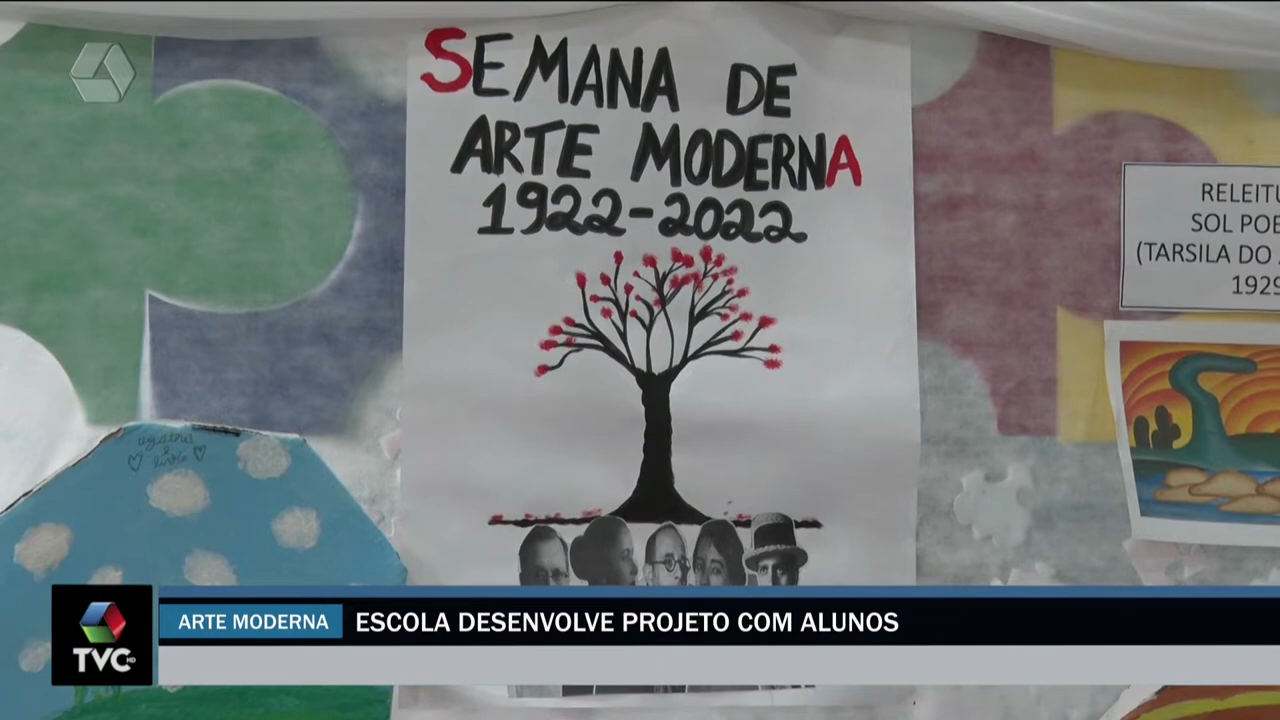 SEMANA DE
ARTE MODERNA
1922-2022
RELEITU
SOL POE
(TARSILA DO
1929
TVC HD
ARTE MODERNA
ESCOLA DESENVOLVE PROJETO COM ALUNOS